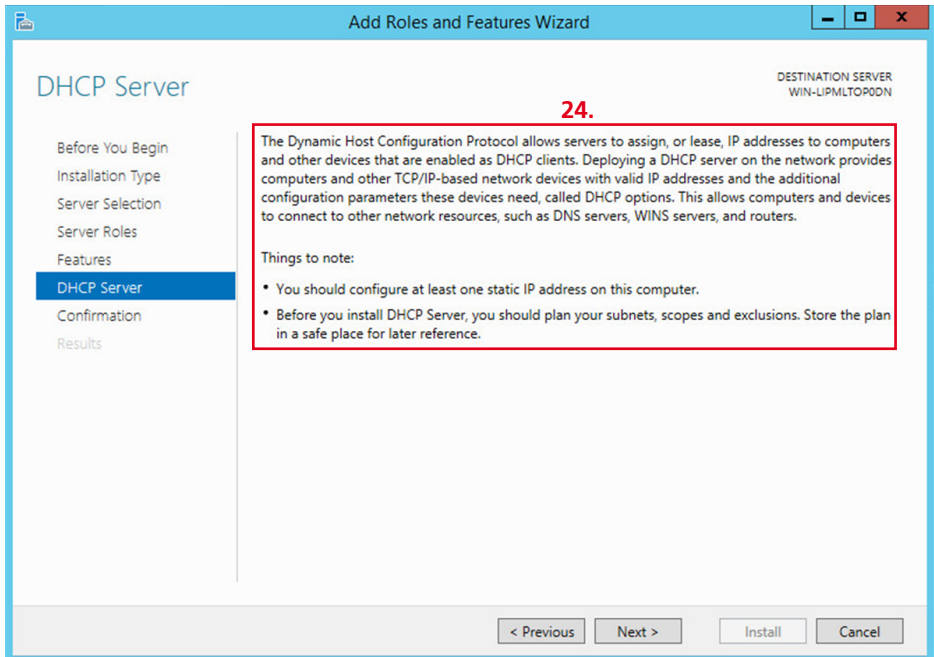 Add Roles and Features Wizard
DHCP Server
DESTINATION SERVER
WIN-LIPMLTOP0DN
24.
Before You Begin
Installation Type
Server Selection
Server Roles
Features
DHCP Server
Confirmation
Results
The Dynamic Host Configuration Protocol allows servers to assign, or lease, IP addresses to computers
and other devices that are enabled as DHCP clients. Deploying a DHCP server on the network provides
computers and other TCP/IP-based network devices with valid IP addresses and the additional
configuration parameters these devices need, called DHCP options. This allows computers and devices
to connect to other network resources, such as DNS servers, WINS servers, and routers.
Things to note:
• You should configure at least one static IP address on this computer.
• Before you install DHCP Server, you should plan your subnets, scopes and exclusions. Store the plan
in a safe place for later reference.
< Previous
Next >
Install
Cancel